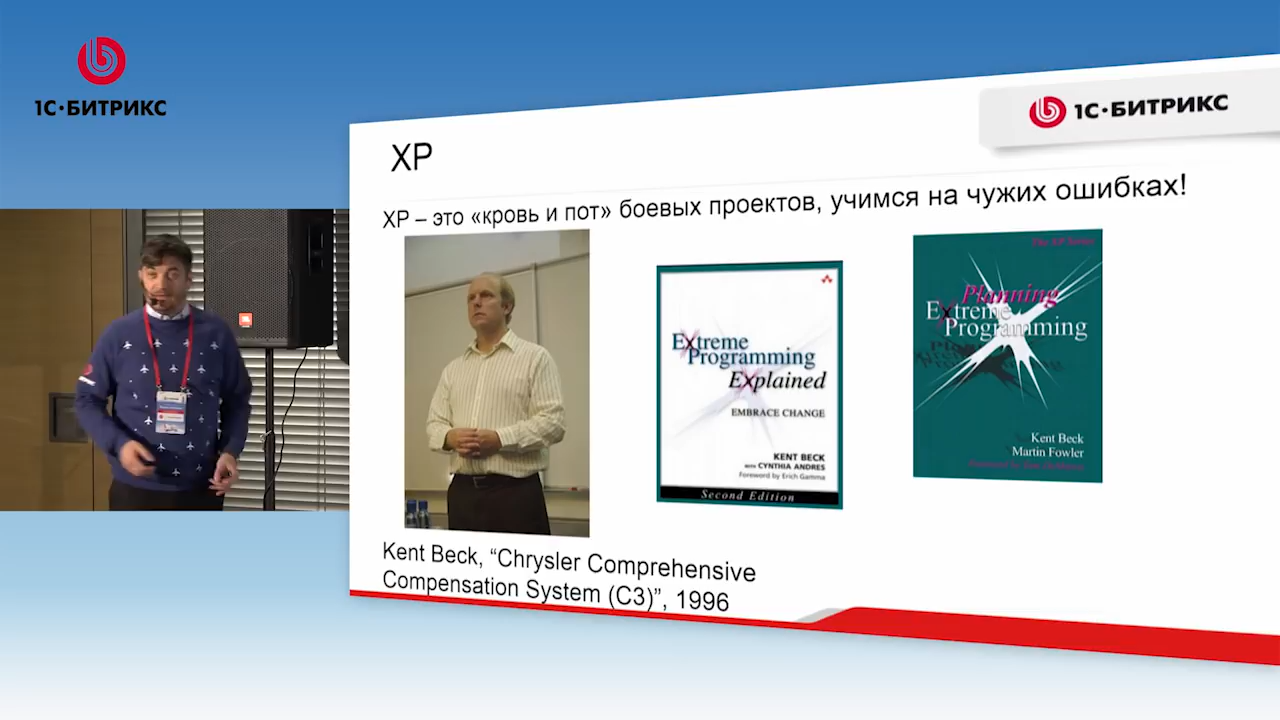 1С·БИТРИКС
1С·БИТРИКС
XP
XP – это «кровь и пот» боевых проектов, учимся на чужих ошибках!
Extreme
Programming
Explained
EMBRACE CHANGE
KENT BECK
WITH CYNTHIA ANDRES
Foreword by Erich Gamma
Second Edition
The XP Series
Planning
Extreme
Programming
Kent Beck
Martin Fowler
Kent Beck, “Chrysler Comprehensive
Compensation System (C3)”, 1996